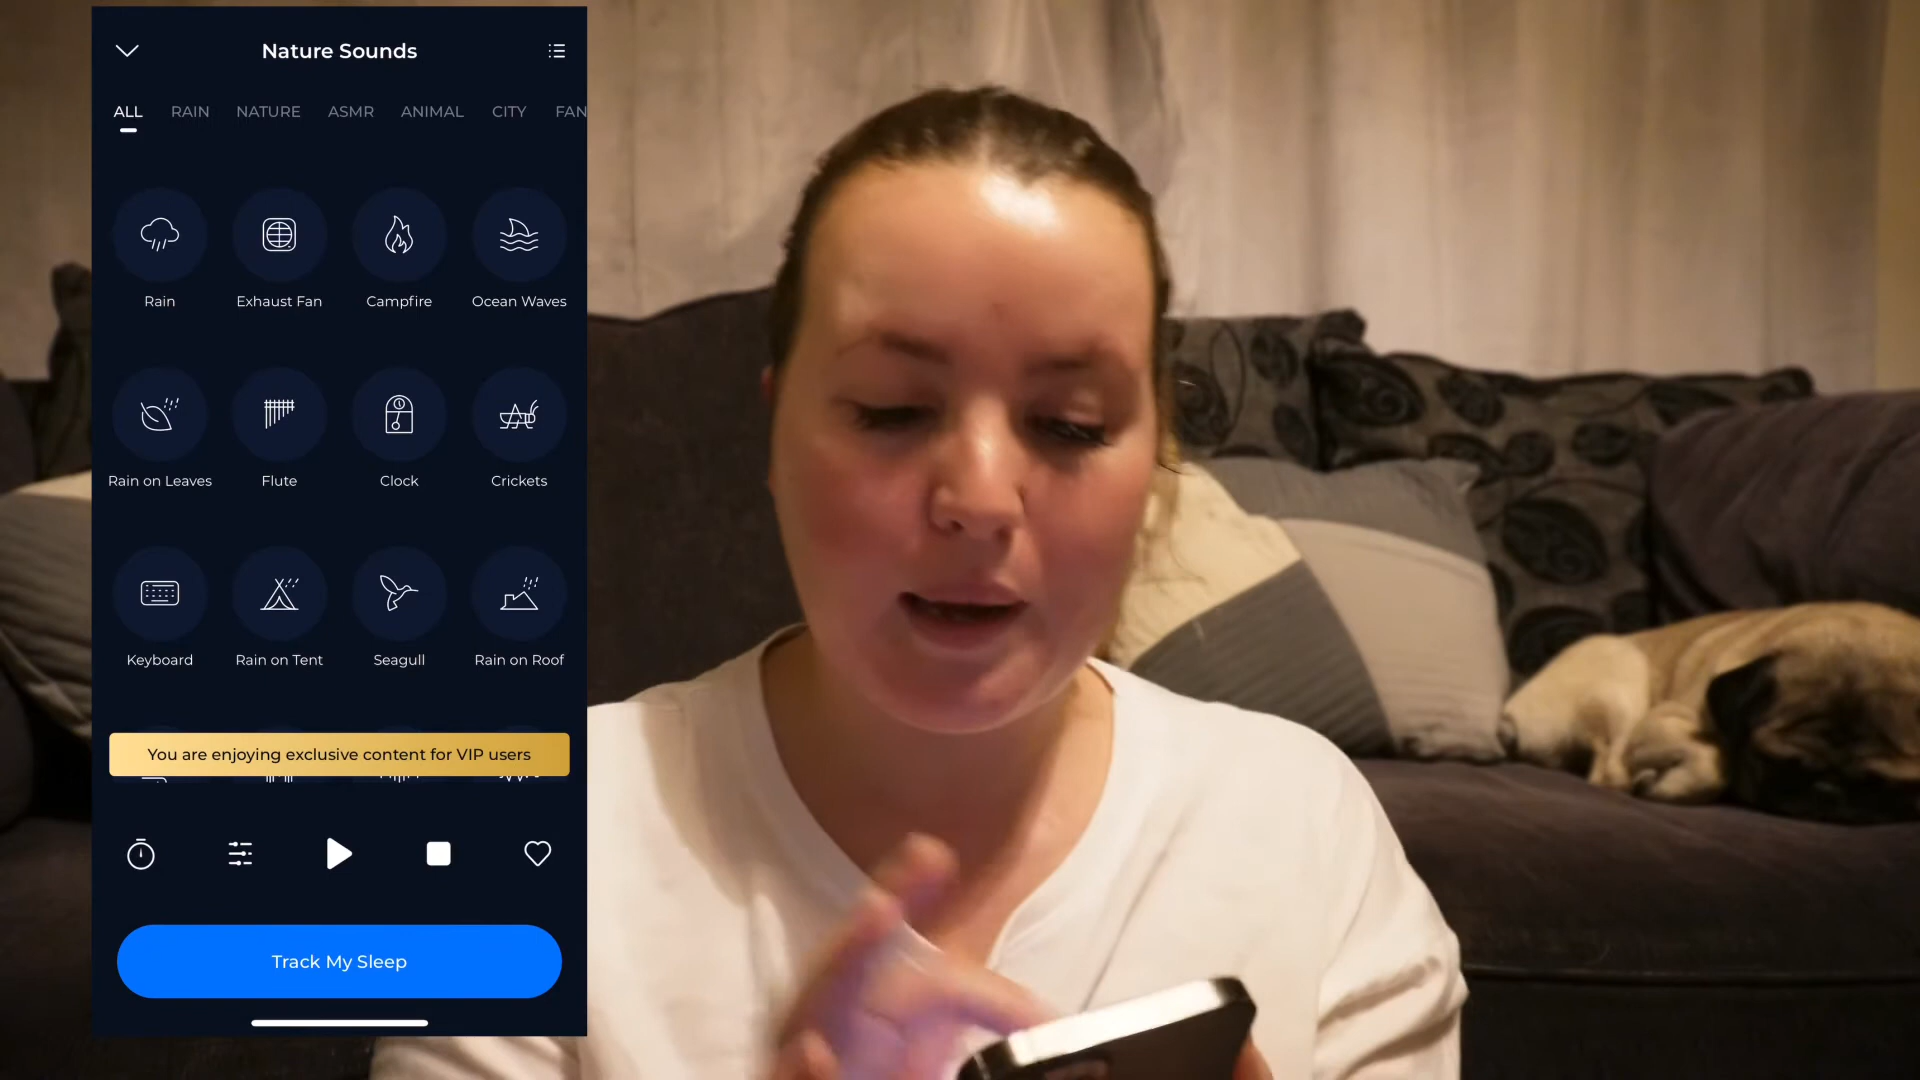 Nature Sounds
ALL RAIN NATURE ASMR ANIMAL CITY FAN
Rain Exhaust Fan Campfire Ocean Waves
Rain on Leaves Flute Clock Crickets
Keyboard Rain on Tent Seagull Rain on Roof
You are enjoying exclusive content for VIP users
Track My Sleep